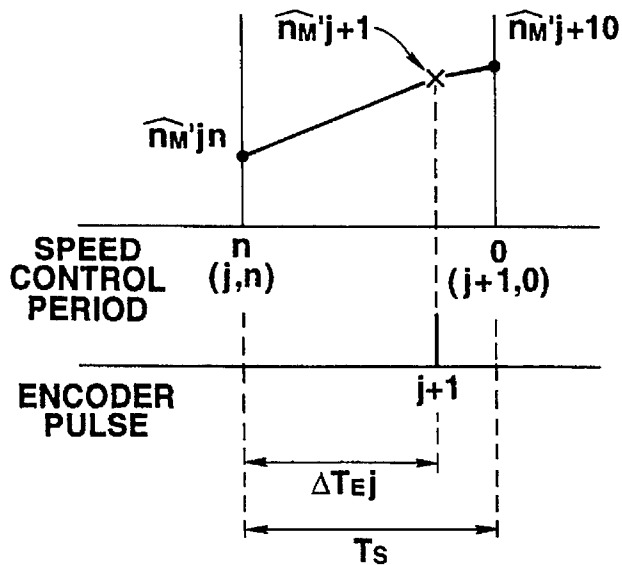 n̂M'j+1
n̂M'j+10
n̂M'jn
SPEED CONTROL PERIOD
n
(j,n)
0
(j+1,0)
ENCODER PULSE
j+1
ΔTEj
TS